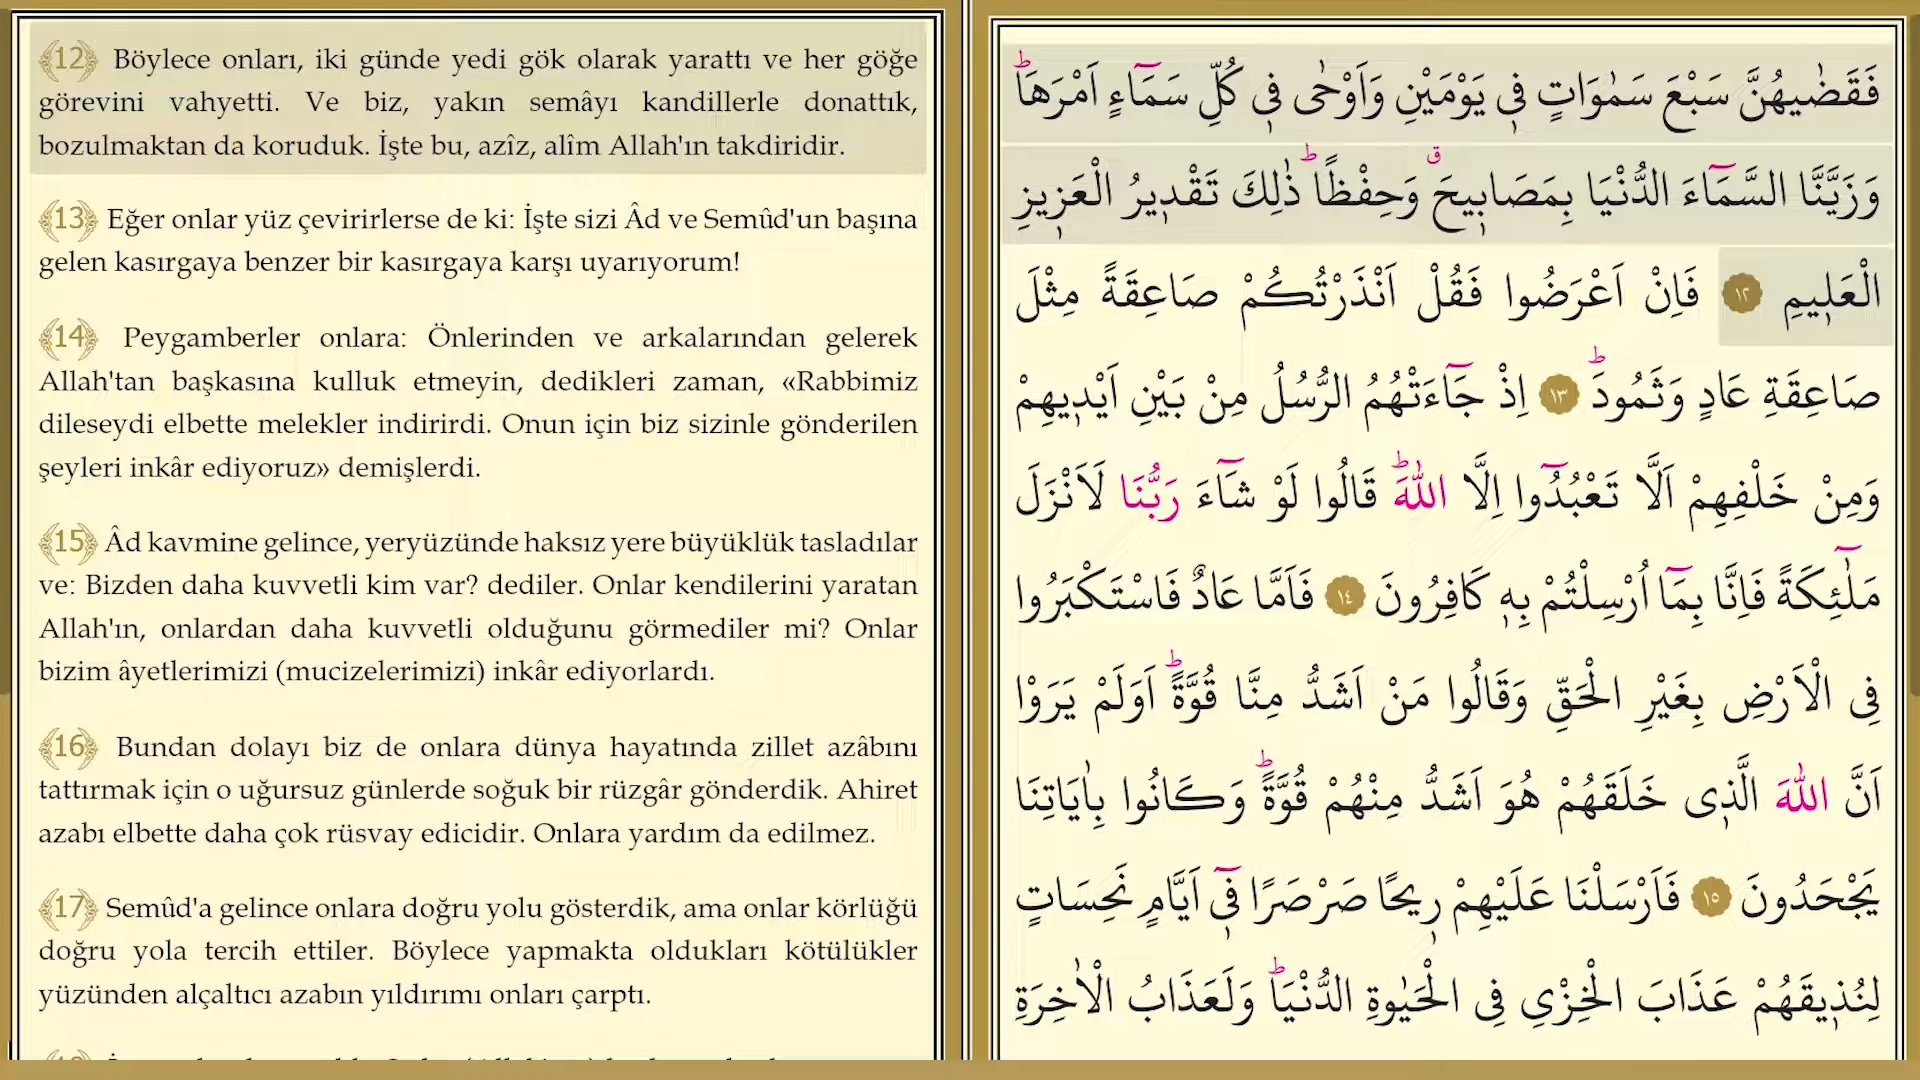 12 Böylece onları, iki günde yedi gök olarak yarattı ve her göğe
görevini vahyetti. Ve biz, yakın semâyı kandillerle donattık,
bozulmaktan da koruduk. İşte bu, azîz, alîm Allah'ın takdiridir.
13 Eğer onlar yüz çevirirlerse de ki: İşte sizi Âd ve Semûd'un başına
gelen kasırgaya benzer bir kasırgaya karşı uyarıyorum!
14 Peygamberler onlara: Önlerinden ve arkalarından gelerek
Allah'tan başkasına kulluk etmeyin, dedikleri zaman, «Rabbimiz
dileseydi elbette melekler indirirdi. Onun için biz sizinle gönderilen
şeyleri inkâr ediyoruz» demişlerdi.
15 Âd kavmine gelince, yeryüzünde haksız yere büyüklük tasladılar
ve: Bizden daha kuvvetli kim var? dediler. Onlar kendilerini yaratan
Allah'ın, onlardan daha kuvvetli olduğunu görmediler mi? Onlar
bizim âyetlerimizi (mucizelerimizi) inkâr ediyorlardı.
16 Bundan dolayı biz de onlara dünya hayatında zillet azâbını
tattırmak için o uğursuz günlerde soğuk bir rüzgâr gönderdik. Ahiret
azabı elbette daha çok rüsvay edicidir. Onlara yardım da edilmez.
17 Semûd'a gelince onlara doğru yolu gösterdik, ama onlar körlüğü
doğru yola tercih ettiler. Böylece yapmakta oldukları kötülükler
yüzünden alçaltıcı azabın yıldırımı onları çarptı.
فَقَضٰيهُنَّ سَبْعَ سَمٰوَاتٍ ف۪ي يَوْمَيْنِ وَاَوْحٰى ف۪ي كُلِّ سَمَٓاءٍ اَمْرَهَاۜ
وَزَيَّنَّا السَّمَٓاءَ الدُّنْيَا بِمَصَاب۪يحَۗ وَحِفْظًاۜ ذٰلِكَ تَقْد۪يرُ الْعَز۪يزِ
الْعَل۪يمِ ١٢ فَاِنْ اَعْرَضُوا فَقُلْ اَنْذَرْتُكُمْ صَاعِقَةً مِثْلَ
صَاعِقَةِ عَادٍ وَثَمُودَۜ ١٣ اِذْ جَٓاءَتْهُمُ الرُّسُلُ مِنْ بَيْنِ اَيْد۪يهِمْ
وَمِنْ خَلْفِهِمْ اَلَّا تَعْبُدُٓوا اِلَّا اللّٰهَۜ قَالُوا لَوْ شَٓاءَ رَبُّنَا لَاَنْزَلَ
مَلٰٓئِكَةً فَاِنَّا بِمَٓا اُرْسِلْتُمْ بِه۪ كَافِرُونَ ١٤ فَاَمَّا عَادٌ فَاسْتَكْبَرُوا
فِي الْاَرْضِ بِغَيْرِ الْحَقِّ وَقَالُوا مَنْ اَشَدُّ مِنَّا قُوَّةًۜ اَوَلَمْ يَرَوْا
اَنَّ اللّٰهَ الَّذ۪ي خَلَقَهُمْ هُوَ اَشَدُّ مِنْهُمْ قُوَّةًۜ وَكَانُوا بِاٰيَاتِنَا
يَجْحَدُونَ ١٥ فَاَرْسَلْنَا عَلَيْهِمْ ر۪يحًا صَرْصَرًا ف۪ٓي اَيَّامٍ نَحِسَاتٍ
لِنُذ۪يقَهُمْ عَذَابَ الْخِزْيِ فِي الْحَيٰوةِ الدُّنْيَاۜ وَلَعَذَابُ الْاٰخِرَةِ